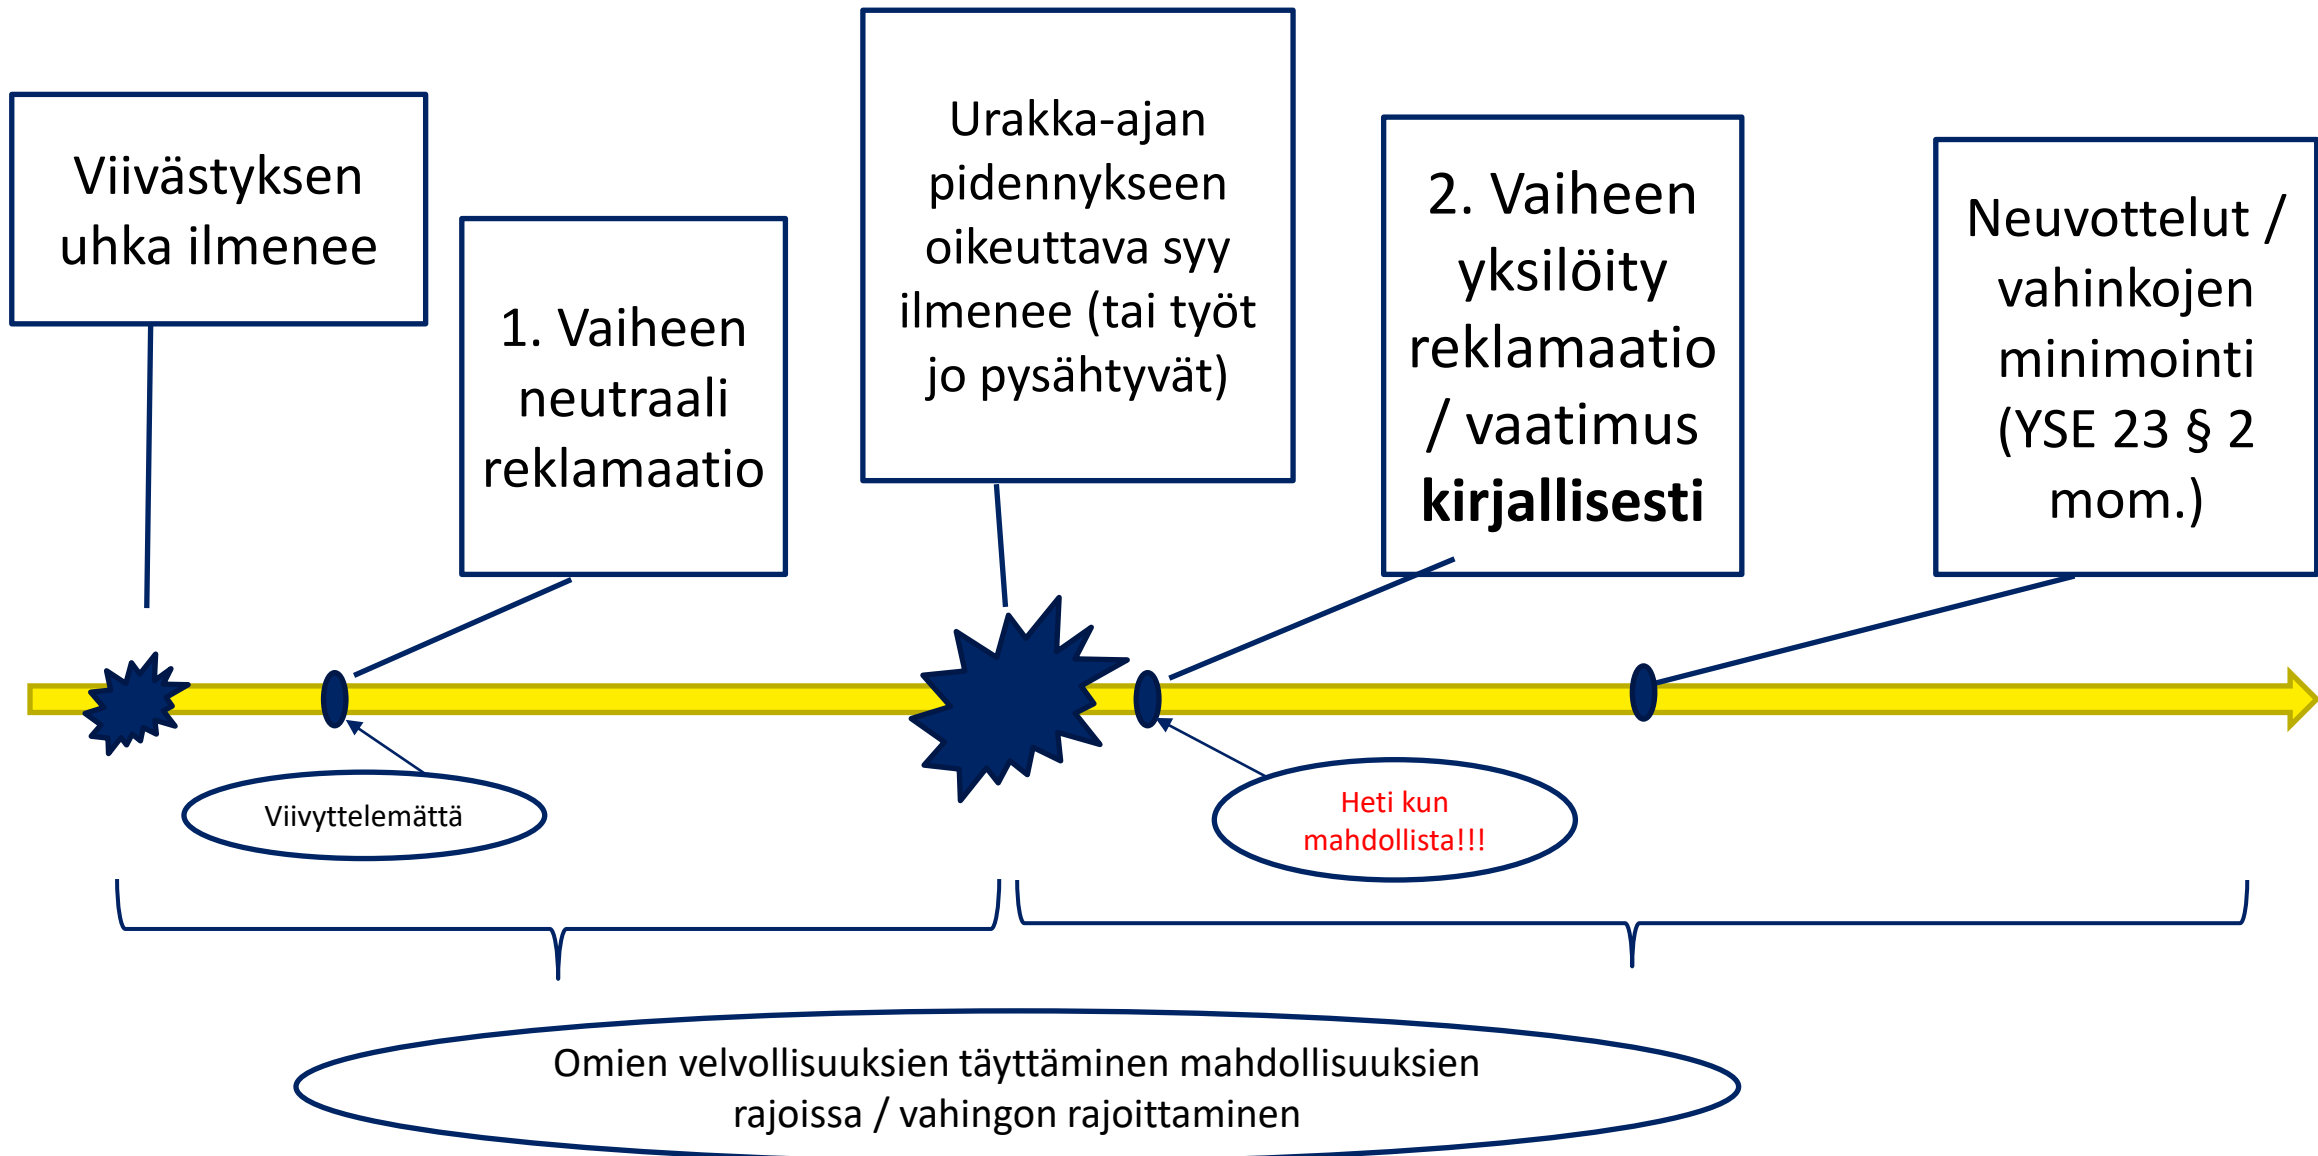 Viivästyksen
uhka ilmenee
1. Vaiheen
neutraali
reklamaatio
Urakka-ajan
pidennykseen
oikeuttava syy
ilmenee (tai työt
jo pysähtyvät)
2. Vaiheen
yksilöity
reklamaatio
/ vaatimus
kirjallisesti
Neuvottelut /
vahinkojen
minimointi
(YSE 23 § 2
mom.)
Viivyttelemättä
Heti kun
mahdollista!!!
Omien velvollisuuksien täyttäminen mahdollisuuksien
rajoissa / vahingon rajoittaminen